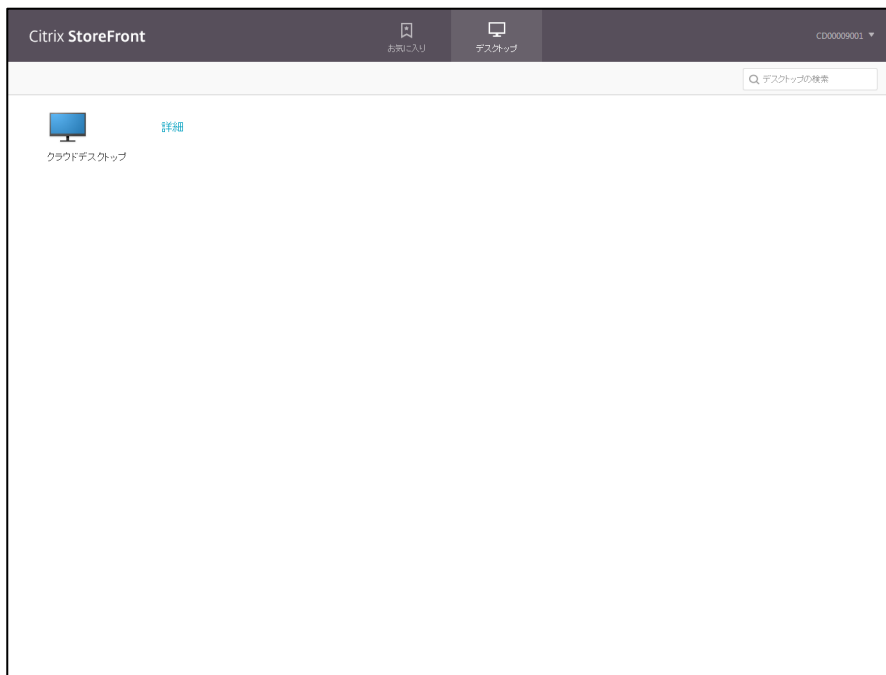 Citrix StoreFront
お気に入り
デスクトップ
CD00009001
デスクトップの検索
詳細
クラウドデスクトップ